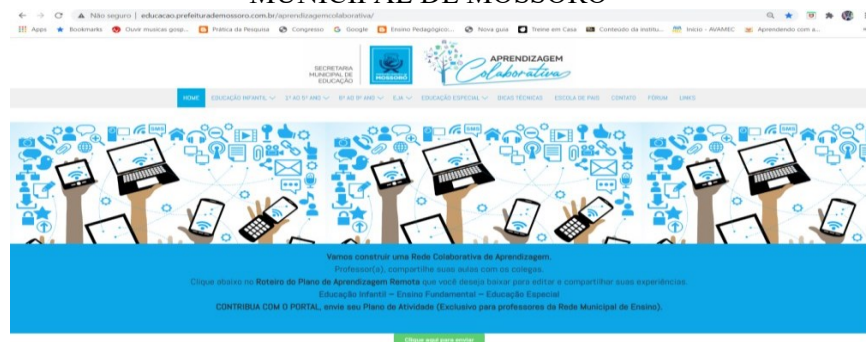 MUNICIPAL DE MOSSORÓ
Não seguro | educacao.prefeiturademossoro.com.br/aprendizagemcolaborativa/
Apps Bookmarks Ouvir musicas gosp... Prática da Pesquisa Congresso Google Ensino Pedagógico:... Nova guia Treine em Casa Conteúdo da Institu... Início - AVAMEC Aprendendo com a...
SECRETARIA
MUNICIPAL DE
EDUCAÇÃO
MOSSORÓ
APRENDIZAGEM
Colaborativa
HOME EDUCAÇÃO INFANTIL 1º AO 5º ANO 6º AO 9º ANO EJA EDUCAÇÃO ESPECIAL DICAS TÉCNICAS ESCOLA DE PAIS CONTATO FÓRUM LINKS
SMS SMS SMS
Vamos construir uma Rede Colaborativa de Aprendizagem.
Professor(a), compartilhe suas aulas com os colegas.
Clique abaixo no Roteiro do Plano de Aprendizagem Remota que você deseja baixar para editar e compartilhar suas experiências.
Educação Infantil – Ensino Fundamental – Educação Especial
CONTRIBUA COM O PORTAL, envie seu Plano de Atividade (Exclusivo para professores da Rede Municipal de Ensino).
Clique aqui para enviar